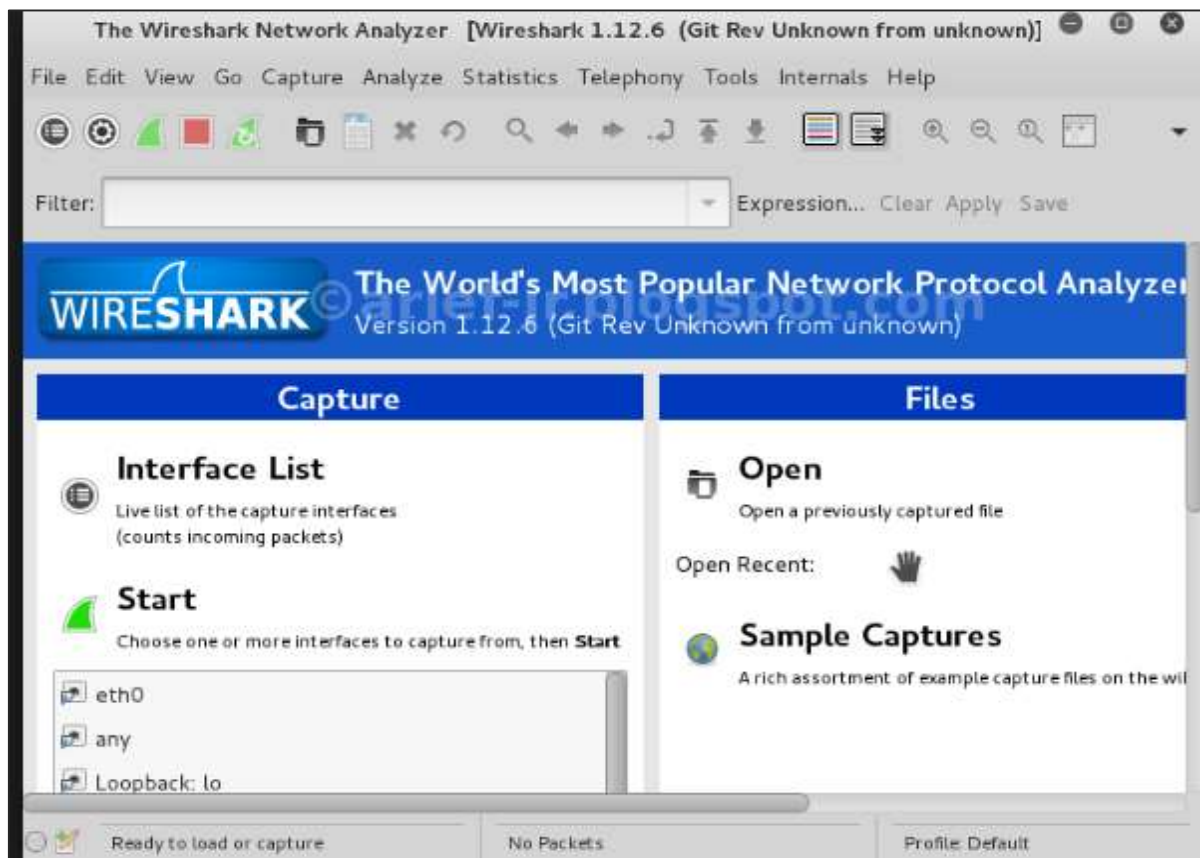 The Wireshark Network Analyzer [Wireshark 1.12.6 (Git Rev Unknown from unknown)]
File Edit View Go Capture Analyze Statistics Telephony Tools Internals Help
Filter: Expression... Clear Apply Save
WIRESHARK
The World's Most Popular Network Protocol Analyzer
Version 1.12.6 (Git Rev Unknown from unknown)
©arief-jr.blogspot.com
Capture
Interface List
Live list of the capture interfaces
(counts incoming packets)
Start
Choose one or more interfaces to capture from, then Start
eth0
any
Loopback: lo
Files
Open
Open a previously captured file
Open Recent:
Sample Captures
A rich assortment of example capture files on the wil
Ready to load or capture
No Packets
Profile: Default